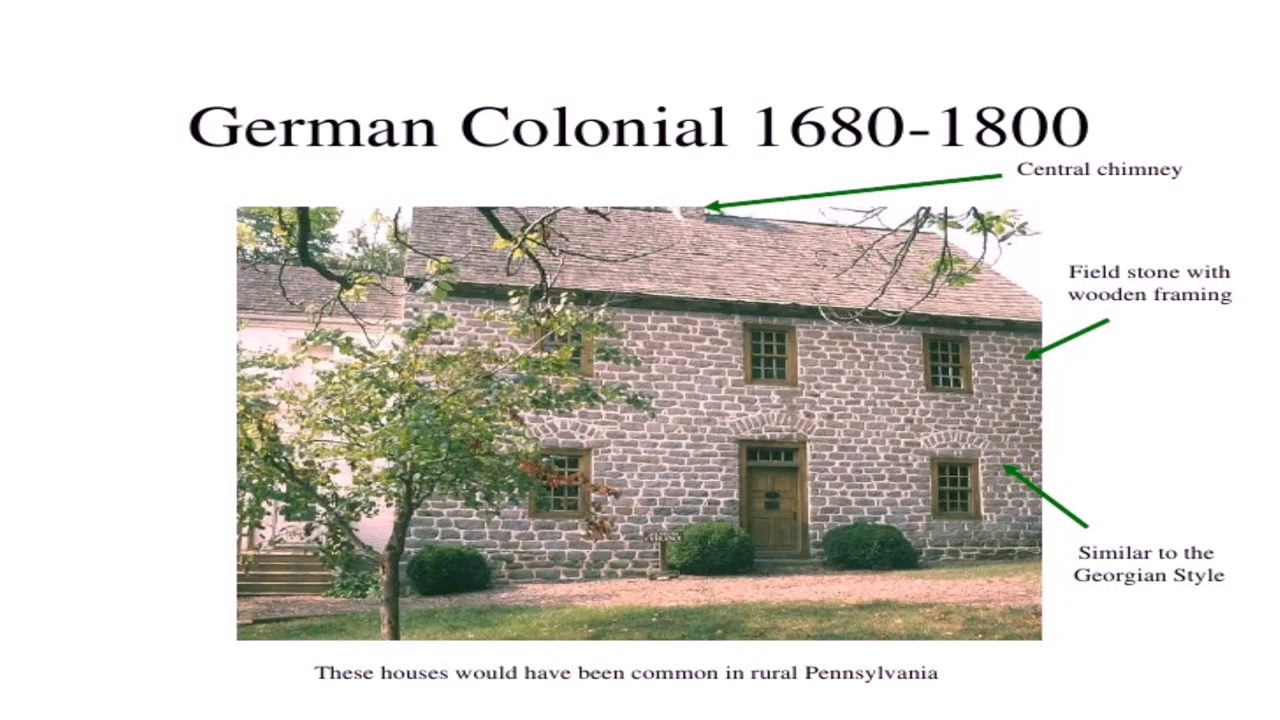 German Colonial 1680-1800
Central chimney
Field stone with
wooden framing
Similar to the
Georgian Style
These houses would have been common in rural Pennsylvania